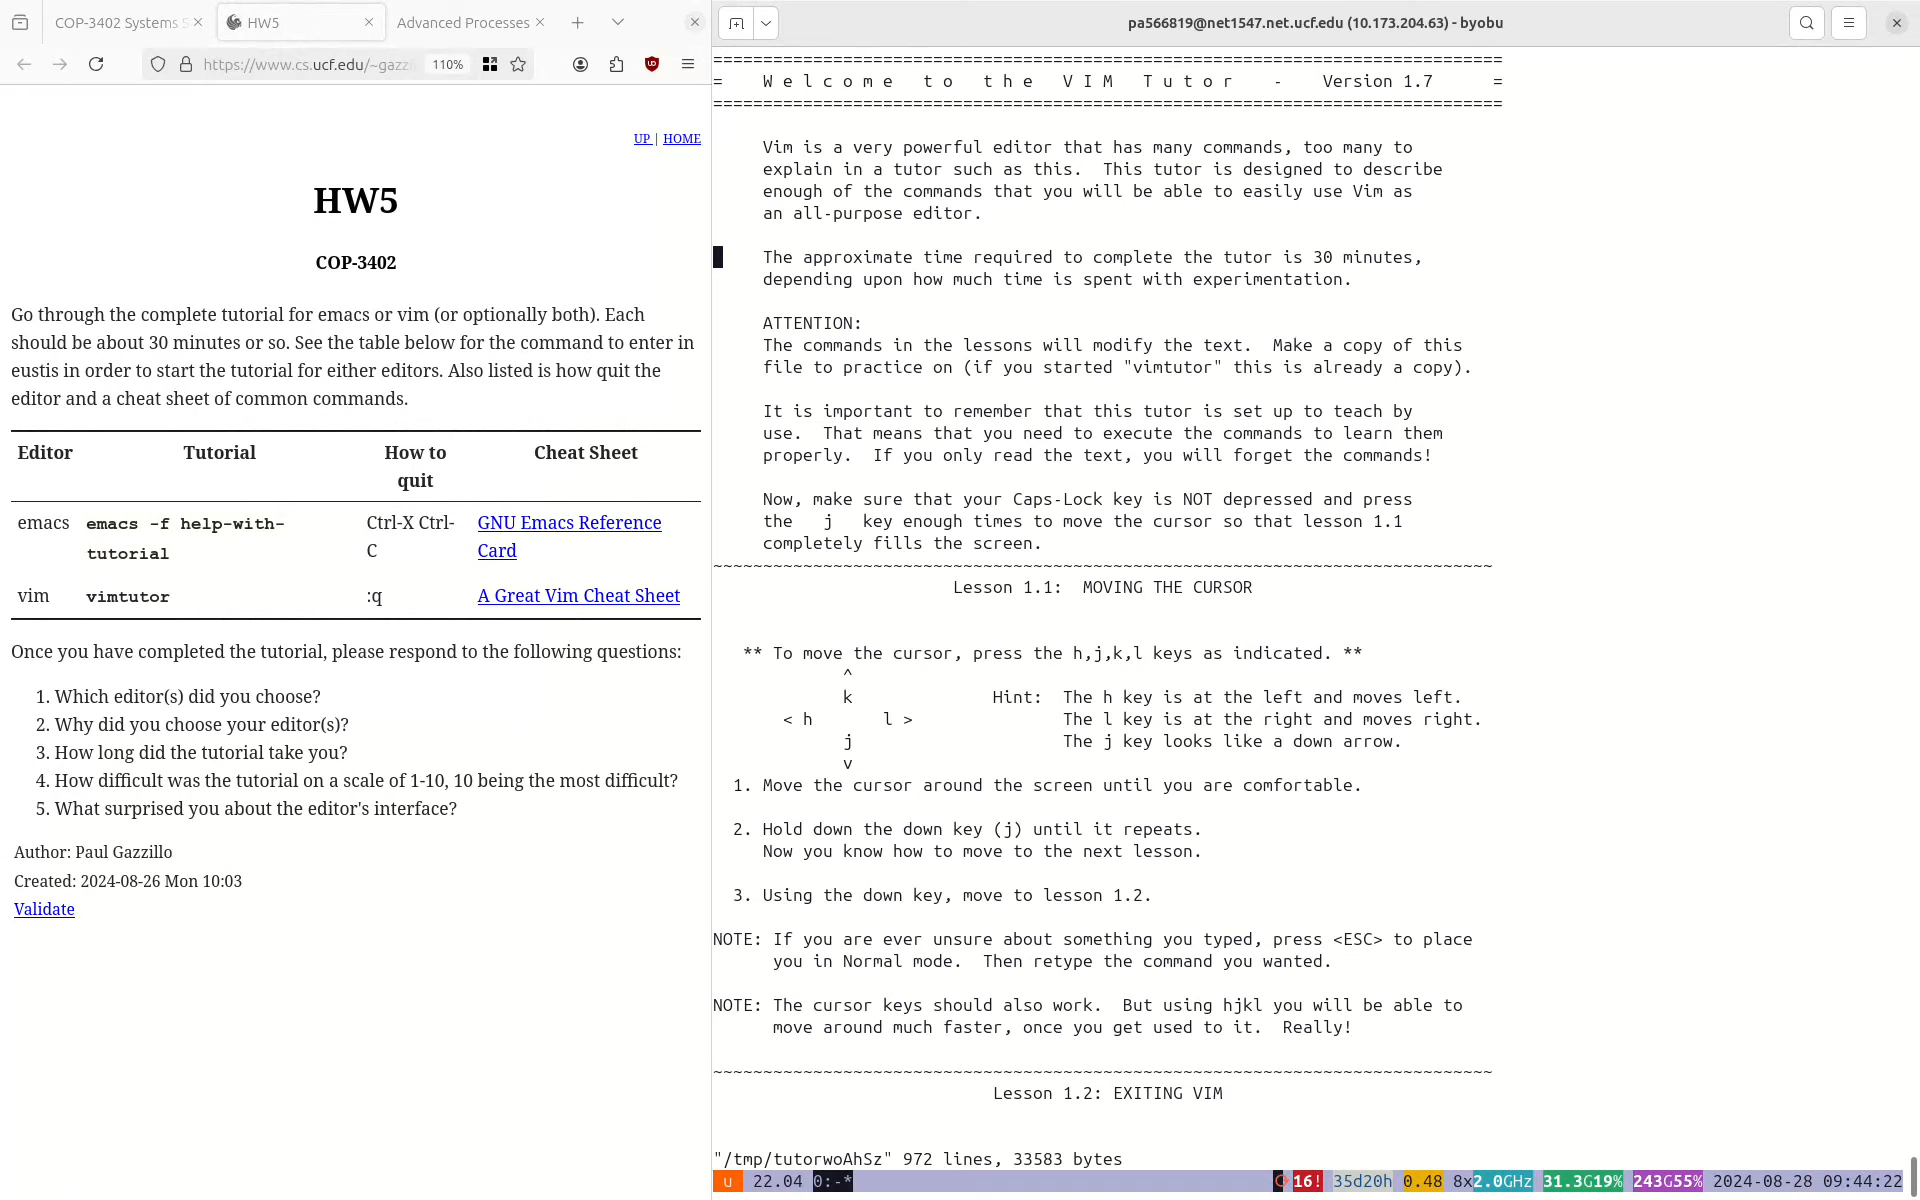 COP-3402 Systems S
HW5
Advanced Processes
https://www.cs.ucf.edu/~gazzi
110%
UP | HOME
HW5
COP-3402
Go through the complete tutorial for emacs or vim (or optionally both). Each
should be about 30 minutes or so. See the table below for the command to enter in
eustis in order to start the tutorial for either editors. Also listed is how quit the
editor and a cheat sheet of common commands.
Editor Tutorial How to quit Cheat Sheet
emacs emacs -f help-with-tutorial Ctrl-X Ctrl-C GNU Emacs Reference Card
vim vimtutor :q A Great Vim Cheat Sheet
Once you have completed the tutorial, please respond to the following questions:
1. Which editor(s) did you choose?
2. Why did you choose your editor(s)?
3. How long did the tutorial take you?
4. How difficult was the tutorial on a scale of 1-10, 10 being the most difficult?
5. What surprised you about the editor's interface?
Author: Paul Gazzillo
Created: 2024-08-26 Mon 10:03
Validate
pa566819@net1547.net.ucf.edu (10.173.204.63) - byobu
===============================================================================
=    W e l c o m e   t o   t h e   V I M   T u t o r    -    Version 1.7      =
===============================================================================
Vim is a very powerful editor that has many commands, too many to
explain in a tutor such as this.  This tutor is designed to describe
enough of the commands that you will be able to easily use Vim as
an all-purpose editor.
The approximate time required to complete the tutor is 30 minutes,
depending upon how much time is spent with experimentation.
ATTENTION:
The commands in the lessons will modify the text.  Make a copy of this
file to practice on (if you started "vimtutor" this is already a copy).
It is important to remember that this tutor is set up to teach by
use.  That means that you need to execute the commands to learn them
properly.  If you only read the text, you will forget the commands!
Now, make sure that your Caps-Lock key is NOT depressed and press
the   j   key enough times to move the cursor so that lesson 1.1
completely fills the screen.
~~~~~~~~~~~~~~~~~~~~~~~~~~~~~~~~~~~~~~~~~~~~~~~~~~~~~~~~~~~~~~~~~~~~~~~~~~~~~~
Lesson 1.1:  MOVING THE CURSOR
** To move the cursor, press the h,j,k,l keys as indicated. **
^
k              Hint:  The h key is at the left and moves left.
< h       l >               The l key is at the right and moves right.
j                     The j key looks like a down arrow.
v
1. Move the cursor around the screen until you are comfortable.
2. Hold down the down key (j) until it repeats.
Now you know how to move to the next lesson.
3. Using the down key, move to lesson 1.2.
NOTE: If you are ever unsure about something you typed, press <ESC> to place
you in Normal mode.  Then retype the command you wanted.
NOTE: The cursor keys should also work.  But using hjkl you will be able to
move around much faster, once you get used to it.  Really!
~~~~~~~~~~~~~~~~~~~~~~~~~~~~~~~~~~~~~~~~~~~~~~~~~~~~~~~~~~~~~~~~~~~~~~~~~~~~~~
Lesson 1.2: EXITING VIM
"/tmp/tutorwoAhSz" 972 lines, 33583 bytes
u 22.04 0:-* 16! 35d20h 0.48 8x2.0GHz 31.3G19% 243G55% 2024-08-28 09:44:22